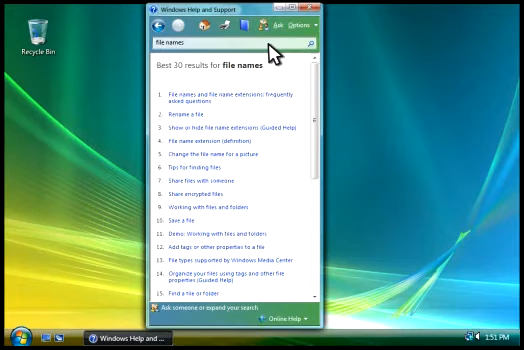 Windows Help and Support
Recycle Bin
Ask Options
file names
Best 30 results for file names
1. File names and file name extensions: frequently
asked questions
2. Rename a file
3. Show or hide file name extensions (Guided Help)
4. File name extension (definition)
5. Change the file name for a picture
6. Tips for finding files
7. Share files with someone
8. Share encrypted files
9. Working with files and folders
10. Save a file
11. Demo: Working with files and folders
12. Add tags or other properties to a file
13. File types supported by Windows Media Center
14. Organize your files using tags and other file
properties (Guided Help)
15. Find a file or folder
Ask someone or expand your search
Online Help
Windows Help and ...
1:51 PM